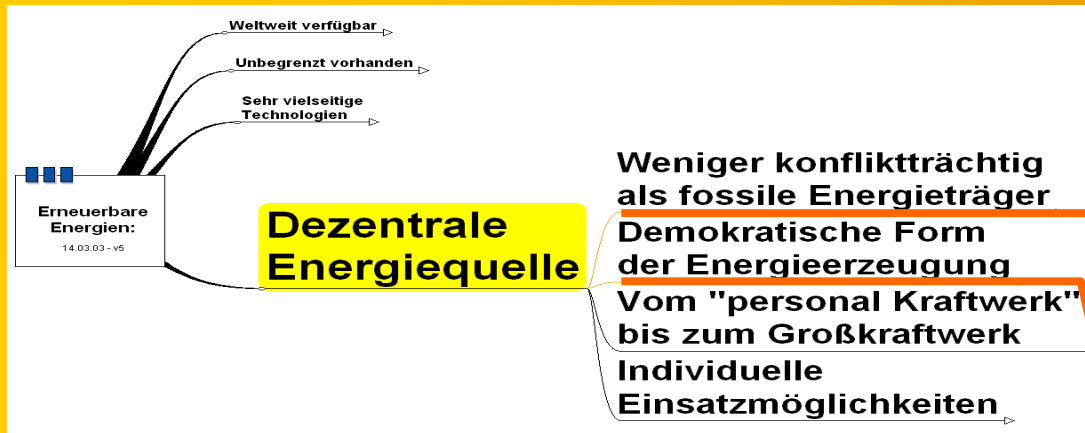 Weltweit verfügbar
Unbegrenzt vorhanden
Sehr vielseitige
Technologien
Erneuerbare
Energien:
14.03.03 - v5
Dezentrale
Energiequelle
Weniger konfliktträchtig
als fossile Energieträger
Demokratische Form
der Energieerzeugung
Vom "personal Kraftwerk"
bis zum Großkraftwerk
Individuelle
Einsatzmöglichkeiten